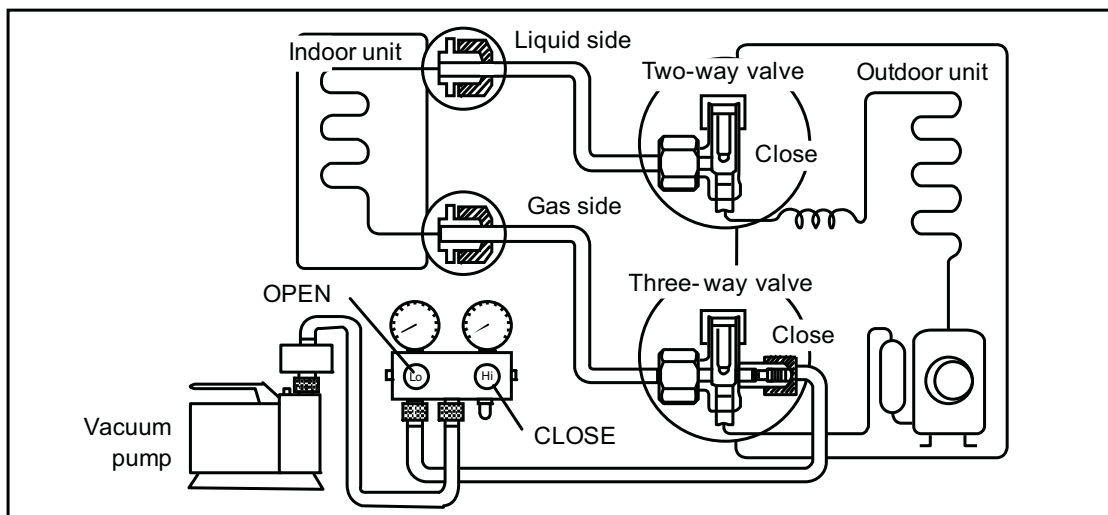 Indoor unit
Liquid side
Two-way valve
Outdoor unit
Close
Gas side
Three-way valve
OPEN
Close
Lo
Hi
CLOSE
Vacuum
pump